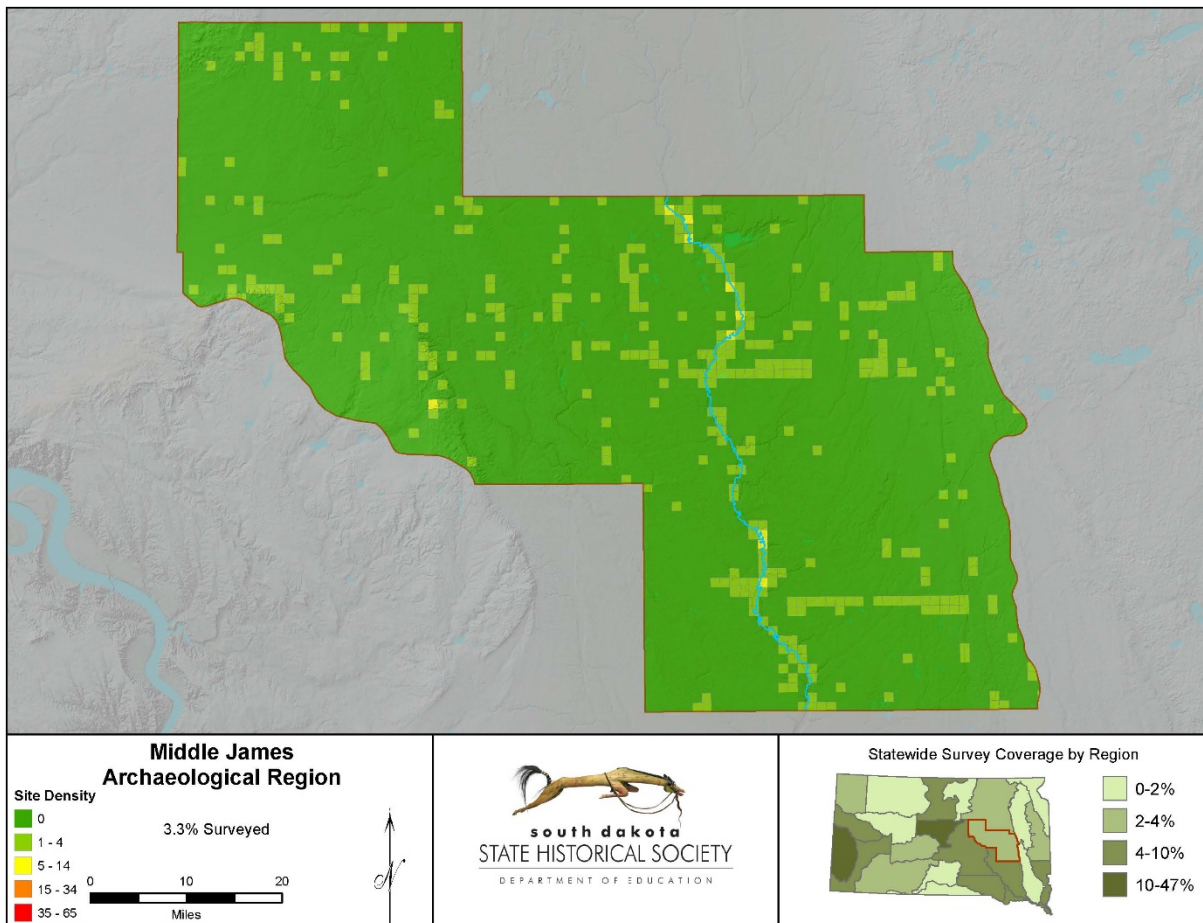 Middle James
Archaeological Region
Site Density
0
1 - 4
5 - 14
15 - 34
35 - 65
3.3% Surveyed
0 10 20
Miles
N
south dakota
STATE HISTORICAL SOCIETY
DEPARTMENT OF EDUCATION
Statewide Survey Coverage by Region
0-2%
2-4%
4-10%
10-47%